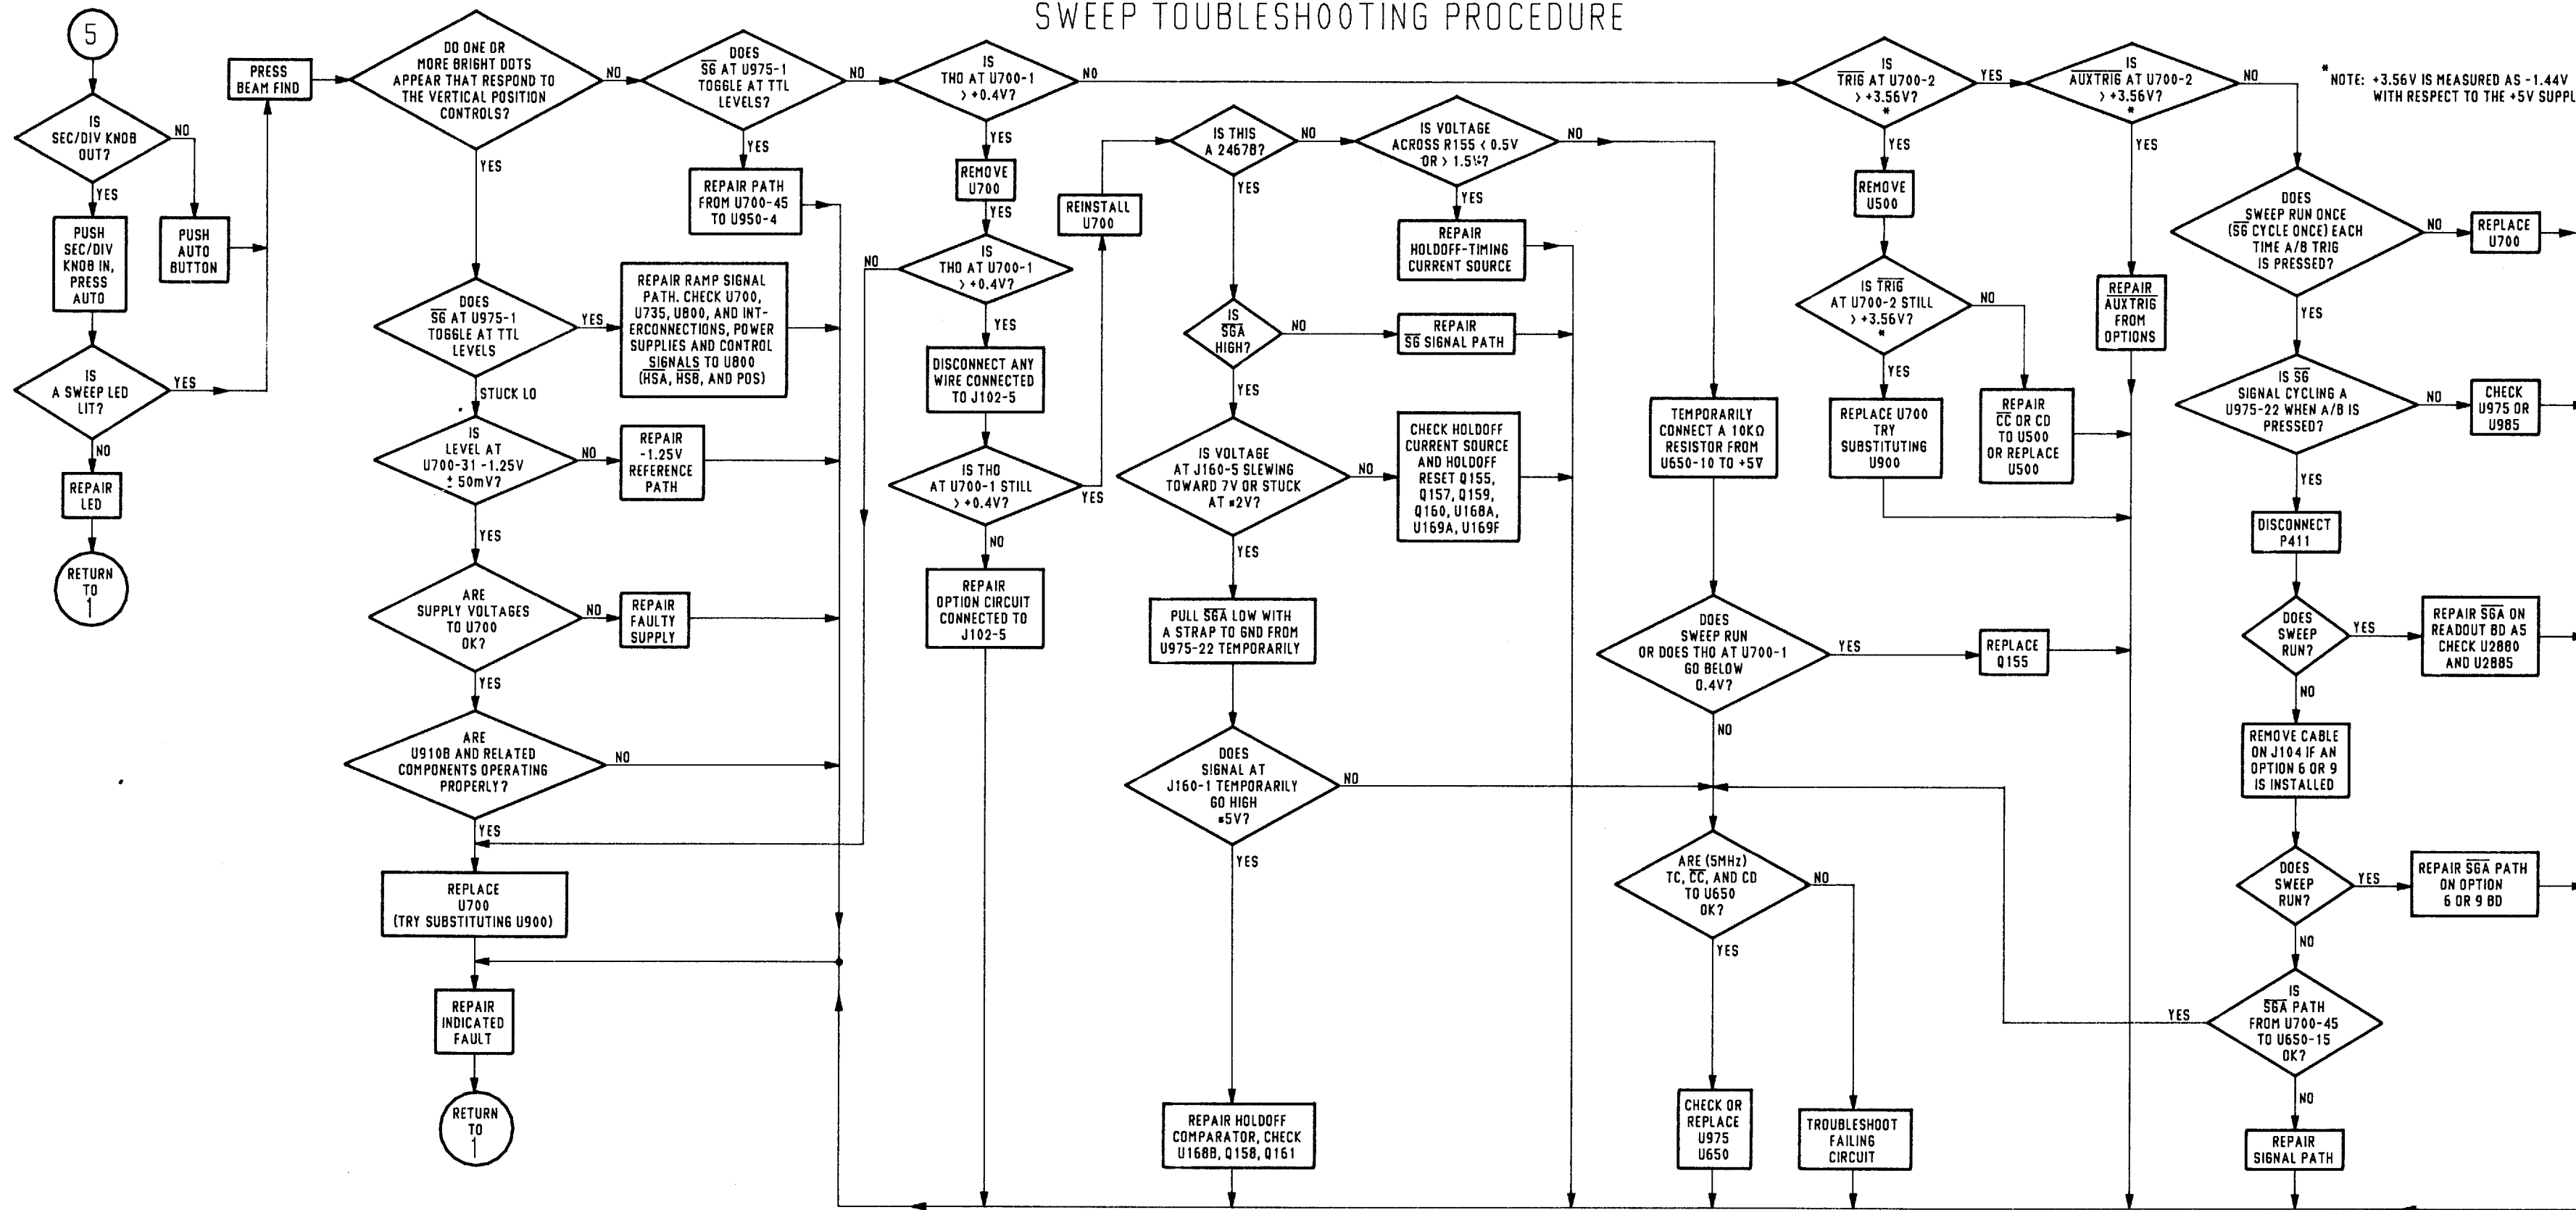 SWEEP TOUBLESHOOTING PROCEDURE
5
IS
SEC/DIV KNOB
OUT?
NO
YES
PUSH
SEC/DIV
KNOB IN,
PRESS
AUTO
PUSH
AUTO
BUTTON
IS
A SWEEP LED
LIT?
YES
NO
REPAIR
LED
RETURN
TO
1
PRESS
BEAM FIND
DO ONE OR
MORE BRIGHT DOTS
APPEAR THAT RESPOND TO
THE VERTICAL POSITION
CONTROLS?
NO
YES
DOES
SG AT U975-1
TOGGLE AT TTL
LEVELS
YES
STUCK LO
REPAIR RAMP SIGNAL
PATH. CHECK U700,
U735, U800, AND INT-
ERCONNECTIONS, POWER
SUPPLIES AND CONTROL
SIGNALS TO U800
(HSA, HSB, AND POS)
IS
LEVEL AT
U700-31 -1.25V
± 50mV?
NO
YES
REPAIR
-1.25V
REFERENCE
PATH
ARE
SUPPLY VOLTAGES
TO U700
OK?
NO
YES
REPAIR
FAULTY
SUPPLY
ARE
U910B AND RELATED
COMPONENTS OPERATING
PROPERLY?
NO
YES
REPLACE
U700
(TRY SUBSTITUTING U900)
REPAIR
INDICATED
FAULT
RETURN
TO
1
DOES
SG AT U975-1
TOGGLE AT TTL
LEVELS?
NO
YES
REPAIR PATH
FROM U700-45
TO U950-4
IS
THO AT U700-1
> +0.4V?
NO
YES
REMOVE
U700
YES
IS
THO AT U700-1
> +0.4V?
NO
YES
DISCONNECT ANY
WIRE CONNECTED
TO J102-5
IS THO
AT U700-1 STILL
> +0.4V?
YES
NO
REPAIR
OPTION CIRCUIT
CONNECTED TO
J102-5
REINSTALL
U700
IS THIS
A 2467B?
NO
YES
IS VOLTAGE
ACROSS R155 < 0.5V
OR > 1.5V?
NO
YES
REPAIR
HOLDOFF-TIMING
CURRENT SOURCE
IS
SGA
HIGH?
NO
YES
REPAIR
SG SIGNAL PATH
IS VOLTAGE
AT J160-5 SLEWING
TOWARD 7V OR STUCK
AT ≈2V?
NO
YES
CHECK HOLDOFF
CURRENT SOURCE
AND HOLDOFF
RESET Q155,
Q157, Q159,
Q160, U168A,
U169A, U169F
PULL SGA LOW WITH
A STRAP TO GND FROM
U975-22 TEMPORARILY
DOES
SIGNAL AT
J160-1 TEMPORARILY
GO HIGH
≈5V?
NO
YES
REPAIR HOLDOFF
COMPARATOR, CHECK
U168B, Q158, Q161
TEMPORARILY
CONNECT A 10KΩ
RESISTOR FROM
U650-10 TO +5V
DOES
SWEEP RUN
OR DOES THO AT U700-1
GO BELOW
0.4V?
YES
NO
REPLACE
Q155
ARE (5MHz)
TC, CC, AND CD
TO U650
OK?
NO
YES
CHECK OR
REPLACE
U975
U650
TROUBLESHOOT
FAILING
CIRCUIT
IS
TRIG AT U700-2
> +3.56V?
*
YES
YES
REMOVE
U500
IS TRIG
AT U700-2 STILL
> +3.56V?
*
NO
YES
REPLACE U700
TRY
SUBSTITUTING
U900
REPAIR
CC OR CD
TO U500
OR REPLACE
U500
IS
AUXTRIG AT U700-2
> +3.56V?
*
NO
YES
REPAIR
AUXTRIG
FROM
OPTIONS
*NOTE: +3.56V IS MEASURED AS -1.44V
WITH RESPECT TO THE +5V SUPPL
DOES
SWEEP RUN ONCE
(SG CYCLE ONCE) EACH
TIME A/B TRIG
IS PRESSED?
NO
YES
REPLACE
U700
IS SG
SIGNAL CYCLING A
U975-22 WHEN A/B IS
PRESSED?
NO
YES
CHECK
U975 OR
U985
DISCONNECT
P411
DOES
SWEEP
RUN?
YES
NO
REPAIR SGA ON
READOUT BD A5
CHECK U2880
AND U2885
REMOVE CABLE
ON J104 IF AN
OPTION 6 OR 9
IS INSTALLED
DOES
SWEEP
RUN?
YES
NO
REPAIR SGA PATH
ON OPTION
6 OR 9 BD
IS
SGA PATH
FROM U700-45
TO U650-15
OK?
YES
NO
REPAIR
SIGNAL PATH